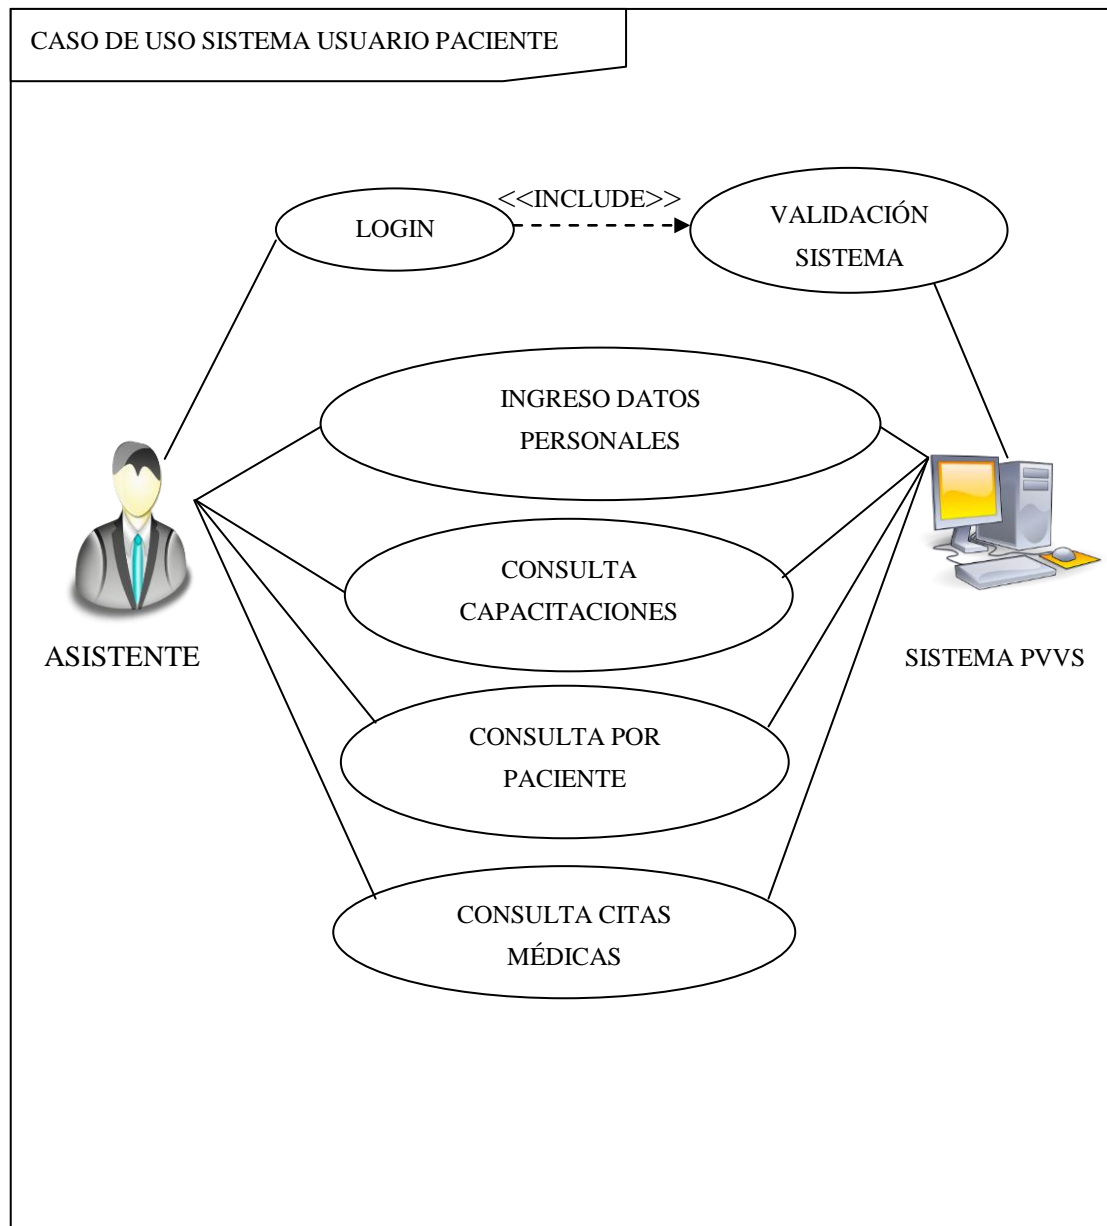 CASO DE USO SISTEMA USUARIO PACIENTE
<<INCLUDE>>
LOGIN
VALIDACIÓN
SISTEMA
INGRESO DATOS
PERSONALES
CONSULTA
CAPACITACIONES
ASISTENTE
SISTEMA PVVS
CONSULTA POR
PACIENTE
CONSULTA CITAS
MÉDICAS